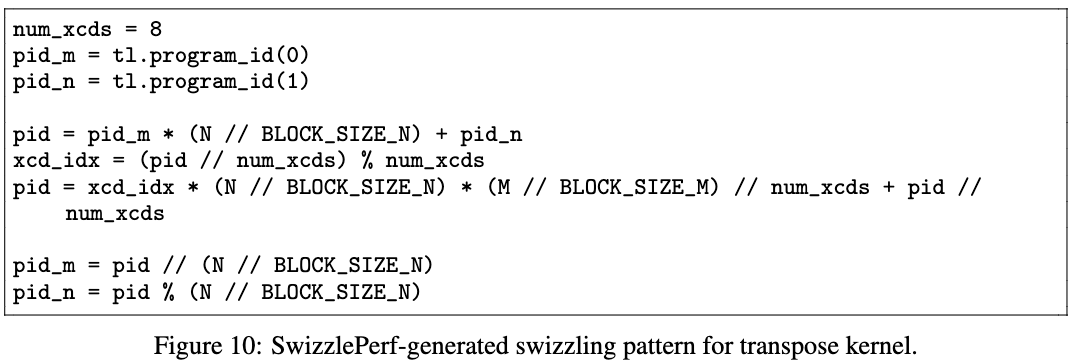 num_xcds = 8
pid_m = tl.program_id(0)
pid_n = tl.program_id(1)

pid = pid_m * (N // BLOCK_SIZE_N) + pid_n
xcd_idx = (pid // num_xcds) % num_xcds
pid = xcd_idx * (N // BLOCK_SIZE_N) * (M // BLOCK_SIZE_M) // num_xcds + pid //
    num_xcds

pid_m = pid // (N // BLOCK_SIZE_N)
pid_n = pid % (N // BLOCK_SIZE_N)

Figure 10: SwizzlePerf-generated swizzling pattern for transpose kernel.